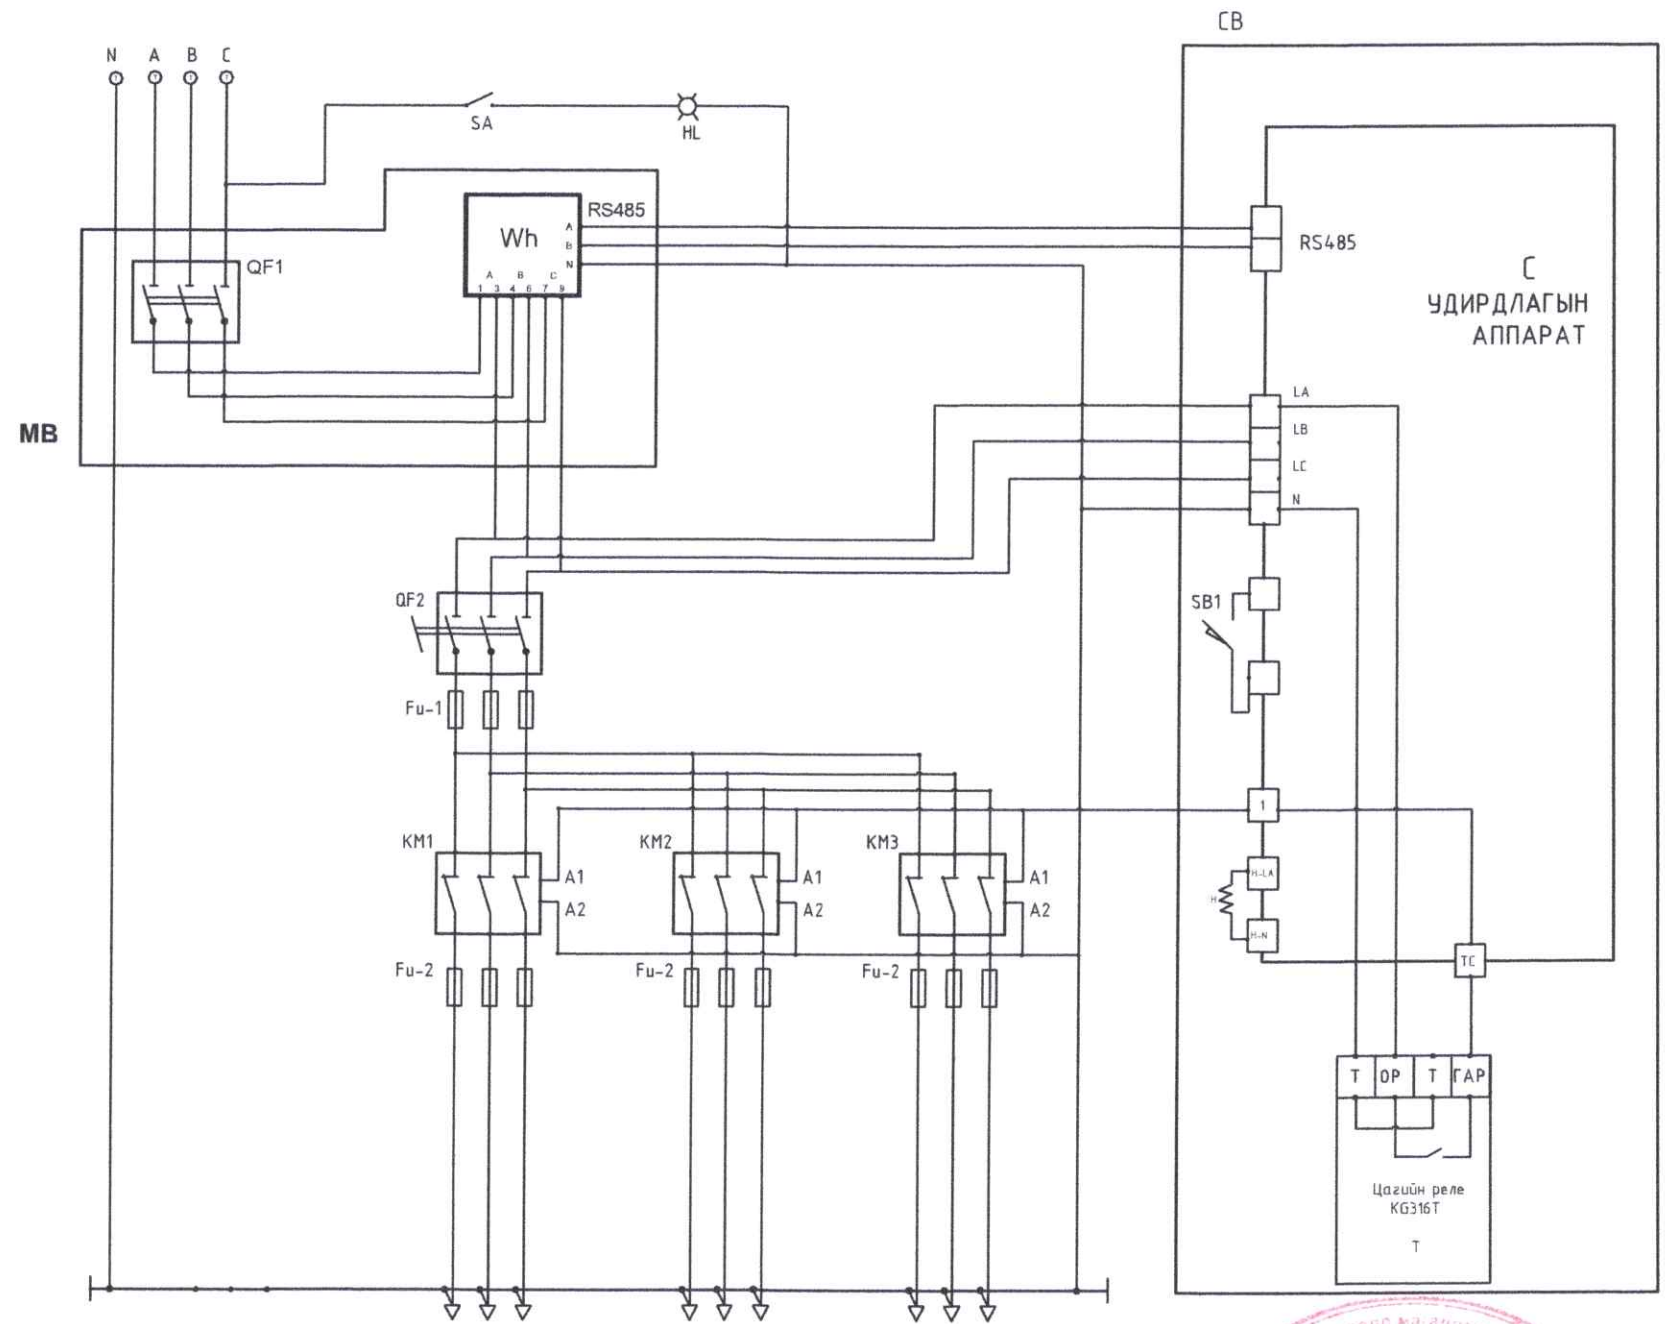 СВ
N A B C
SA
HL
RS485
Wh
A
B
N
A B C
1 3 4 6 7 9
QF1
RS485
С
УДИРДЛАГЫН
АППАРАТ
MB
LA
LB
LC
N
QF2
SB1
Fu-1
1
KM1
KM2
KM3
A1
A2
A1
A2
A1
A2
H-LA
H
H-N
TC
Fu-2
Fu-2
Fu-2
Т ОР Т ГАР
Цагийн реле
KG316T
T